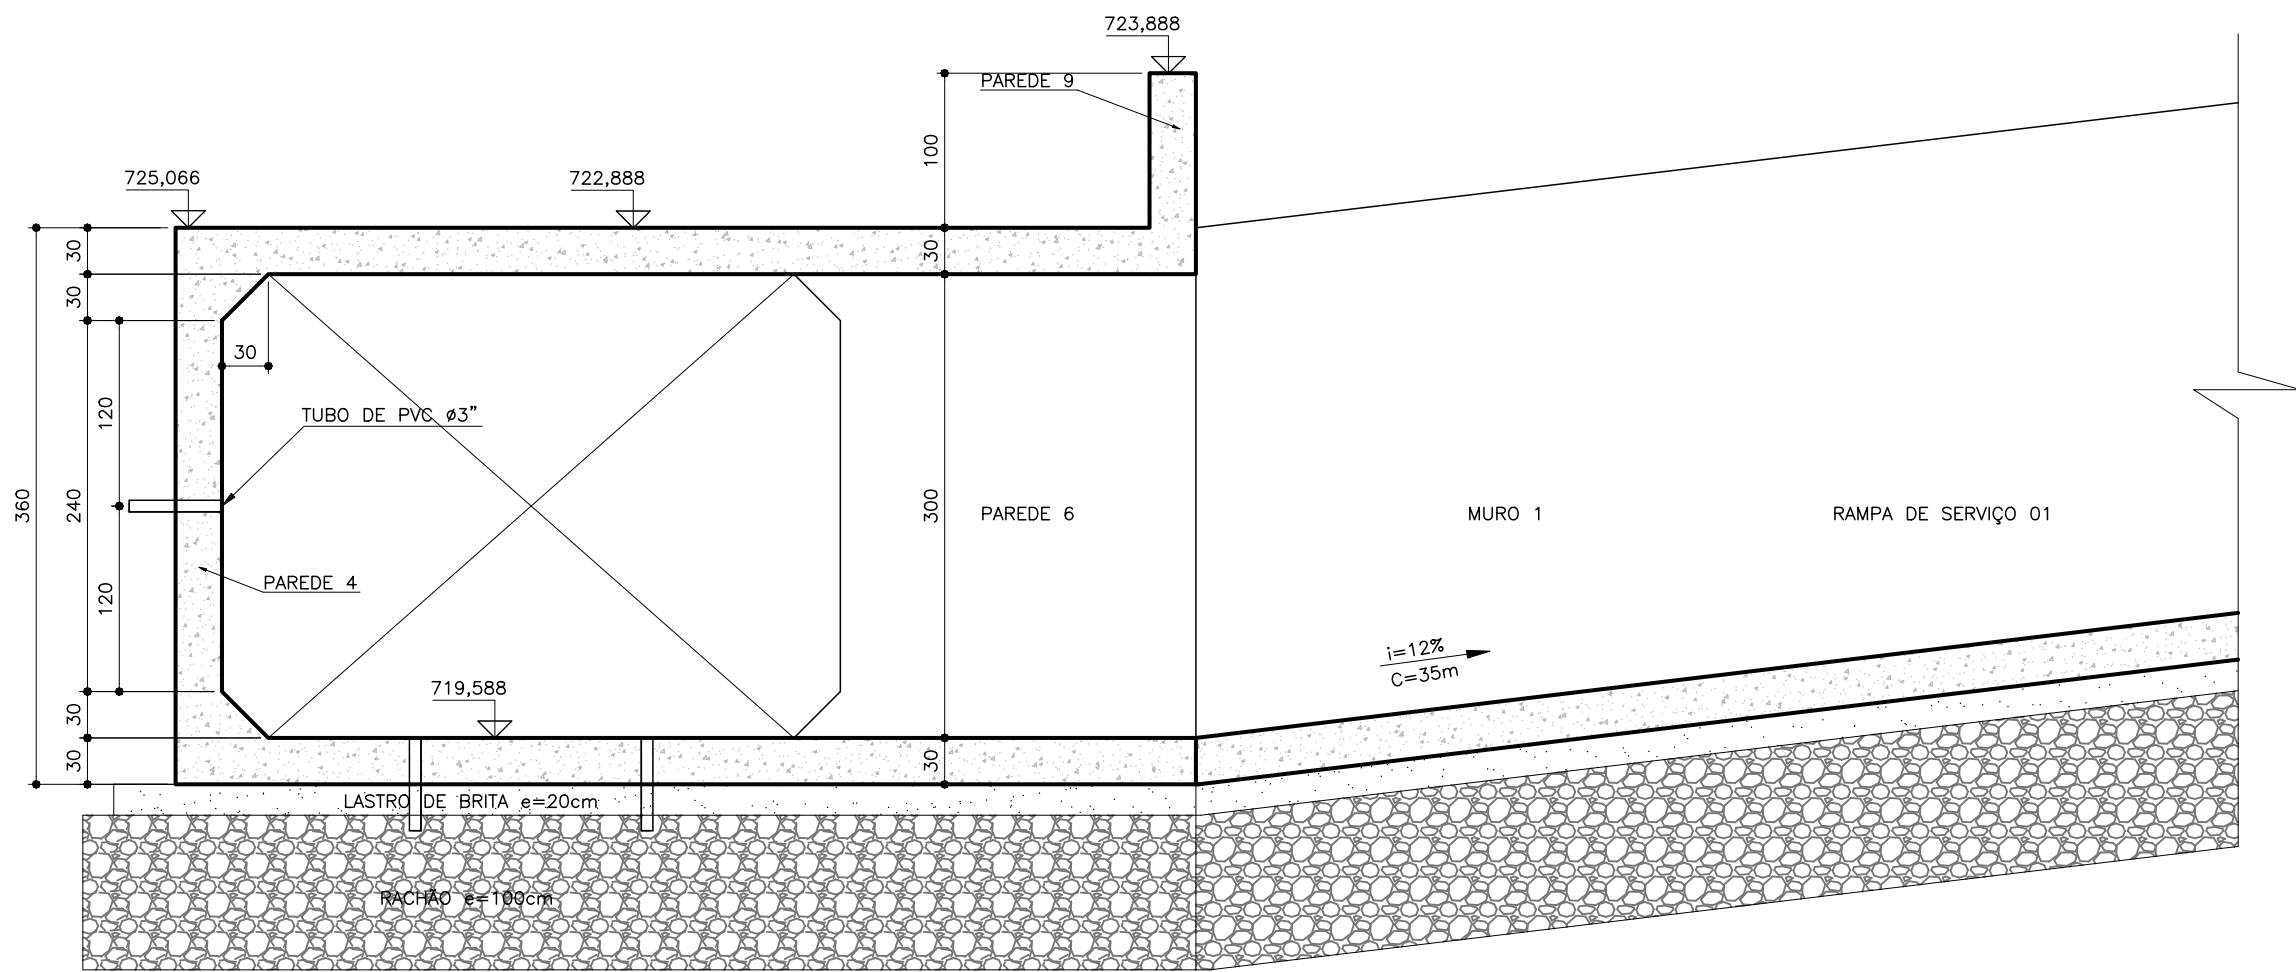 723,888
PAREDE 9
100
725,066
722,888
30
30
30
30
120
TUBO DE PVC ø3"
360
240
300
PAREDE 6
MURO 1
RAMPA DE SERVIÇO 01
120
PAREDE 4
i=12%
C=35m
719,588
30
30
30
LASTRO DE BRITA e=20cm
RACHÃO e=100cm